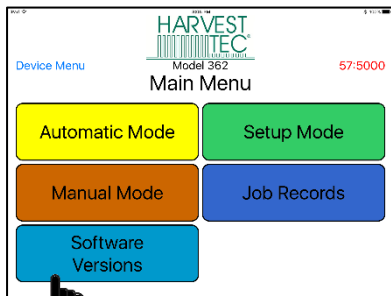 HARVEST
TEC
Device Menu
Model 362
57:5000
Main Menu
Automatic Mode
Setup Mode
Manual Mode
Job Records
Software
Versions